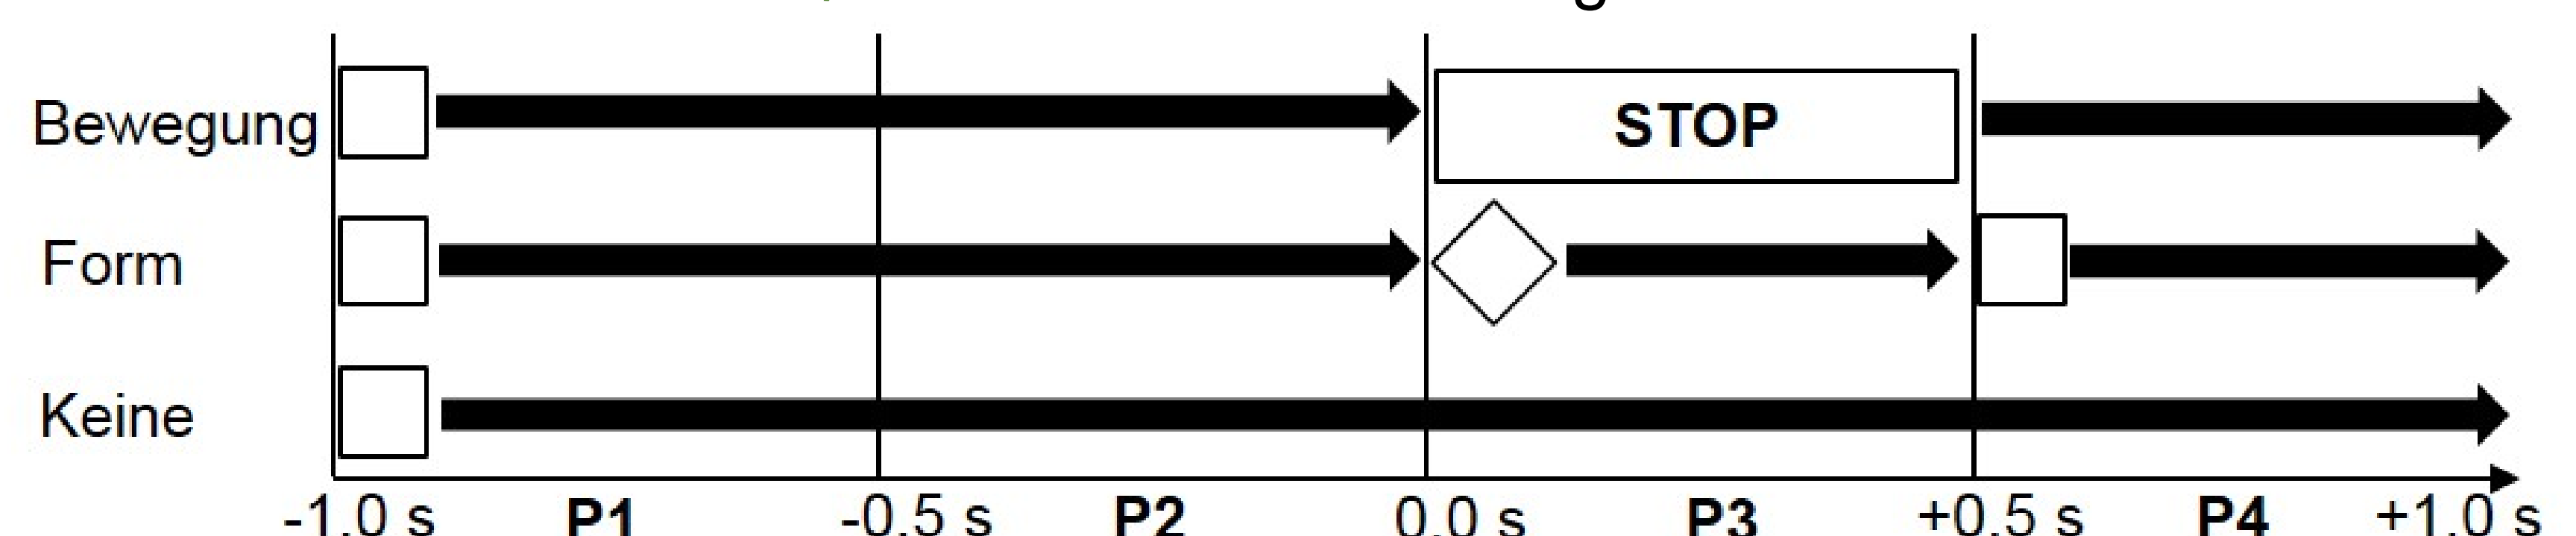 Bewegung
STOP
Form
Keine
-1.0 s P1 -0.5 s P2 0.0 s P3 +0.5 s P4 +1.0 s